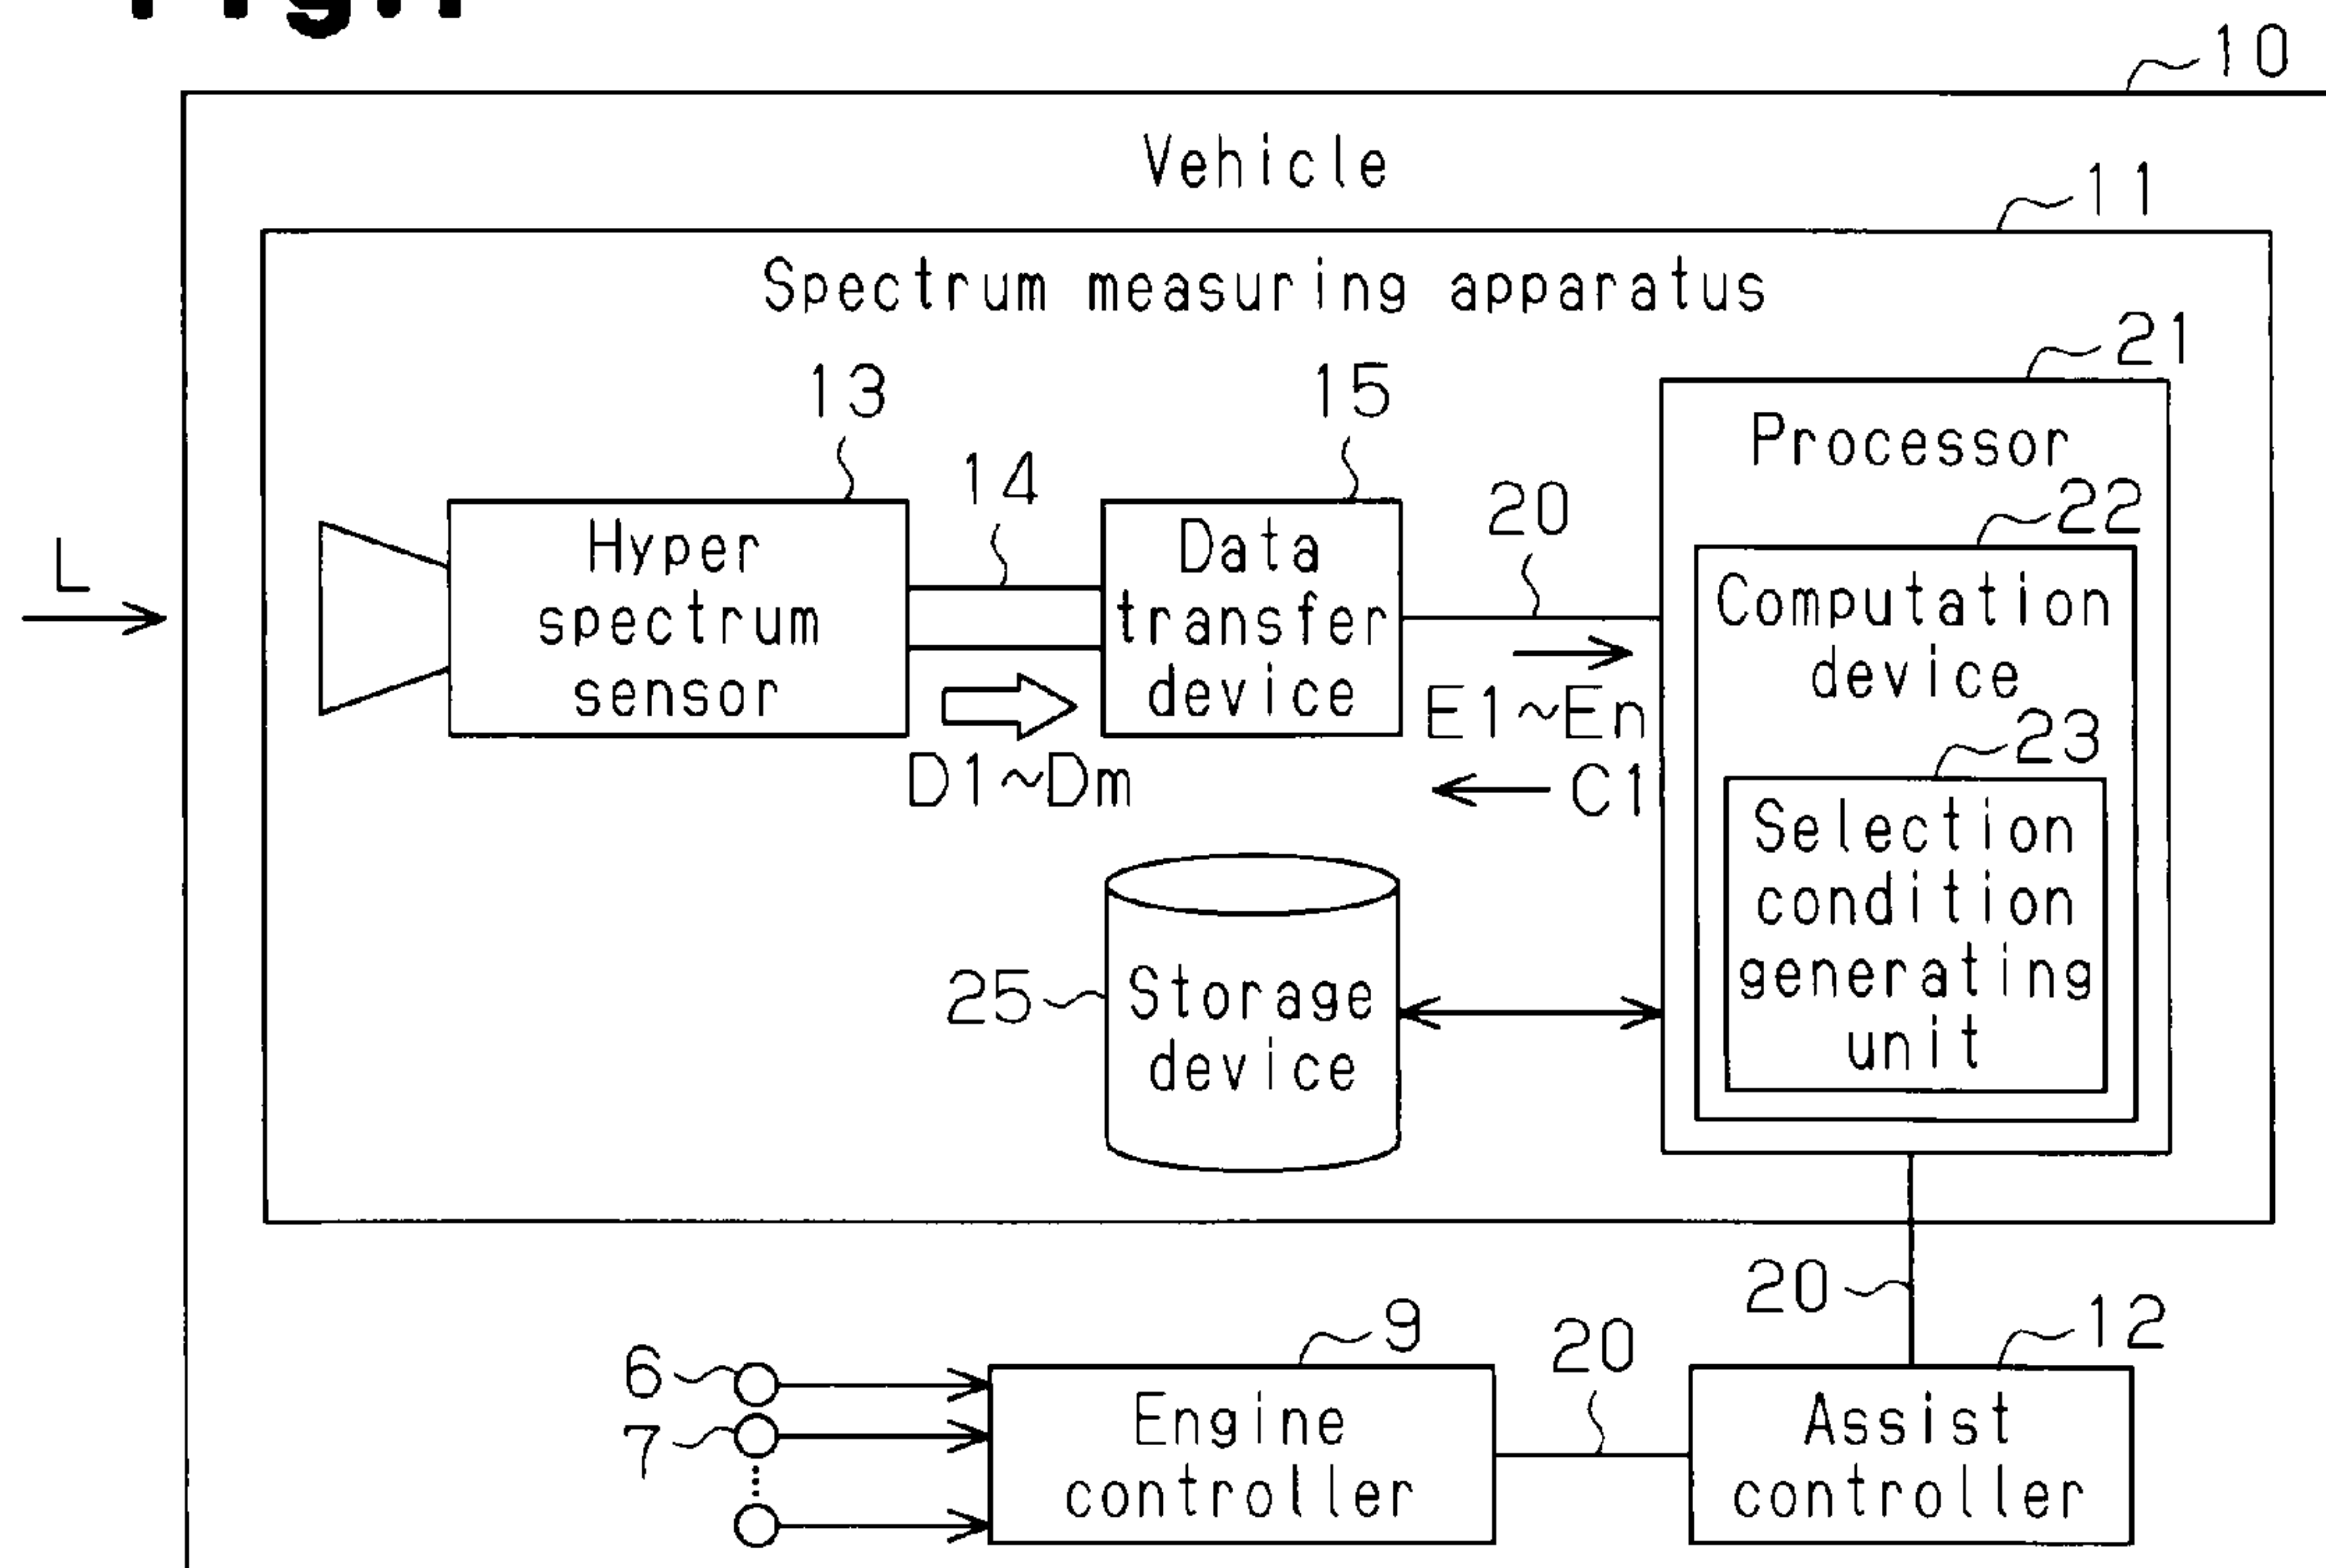 10
Vehicle
11
Spectrum measuring apparatus
21
13
15
Processor
14
20
22
L
Hyper
spectrum
sensor
Data
transfer
device
Computation
device
E1~En
D1~Dm
C1
23
Selection
condition
generating
unit
25
Storage
device
20
9
20
12
6
7
Engine
controller
Assist
controller